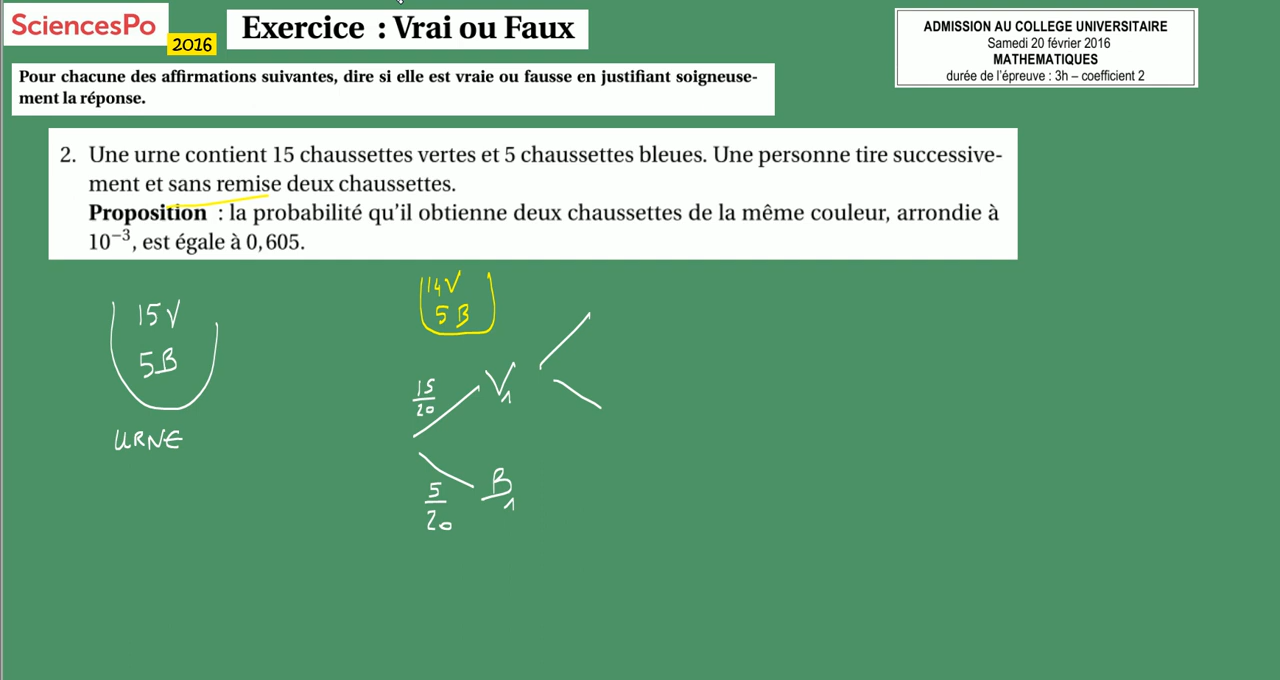 SciencesPo
2016
Exercice : Vrai ou Faux
ADMISSION AU COLLEGE UNIVERSITAIRE
Samedi 20 février 2016
MATHEMATIQUES
durée de l'épreuve : 3h – coefficient 2
Pour chacune des affirmations suivantes, dire si elle est vraie ou fausse en justifiant soigneuse-
ment la réponse.
2. Une urne contient 15 chaussettes vertes et 5 chaussettes bleues. Une personne tire successive-
ment et sans remise deux chaussettes.
Proposition : la probabilité qu'il obtienne deux chaussettes de la même couleur, arrondie à
10⁻³, est égale à 0,605.
14V
5 B
15V
5B
URNE
15/20
V₁
5/20
B₁